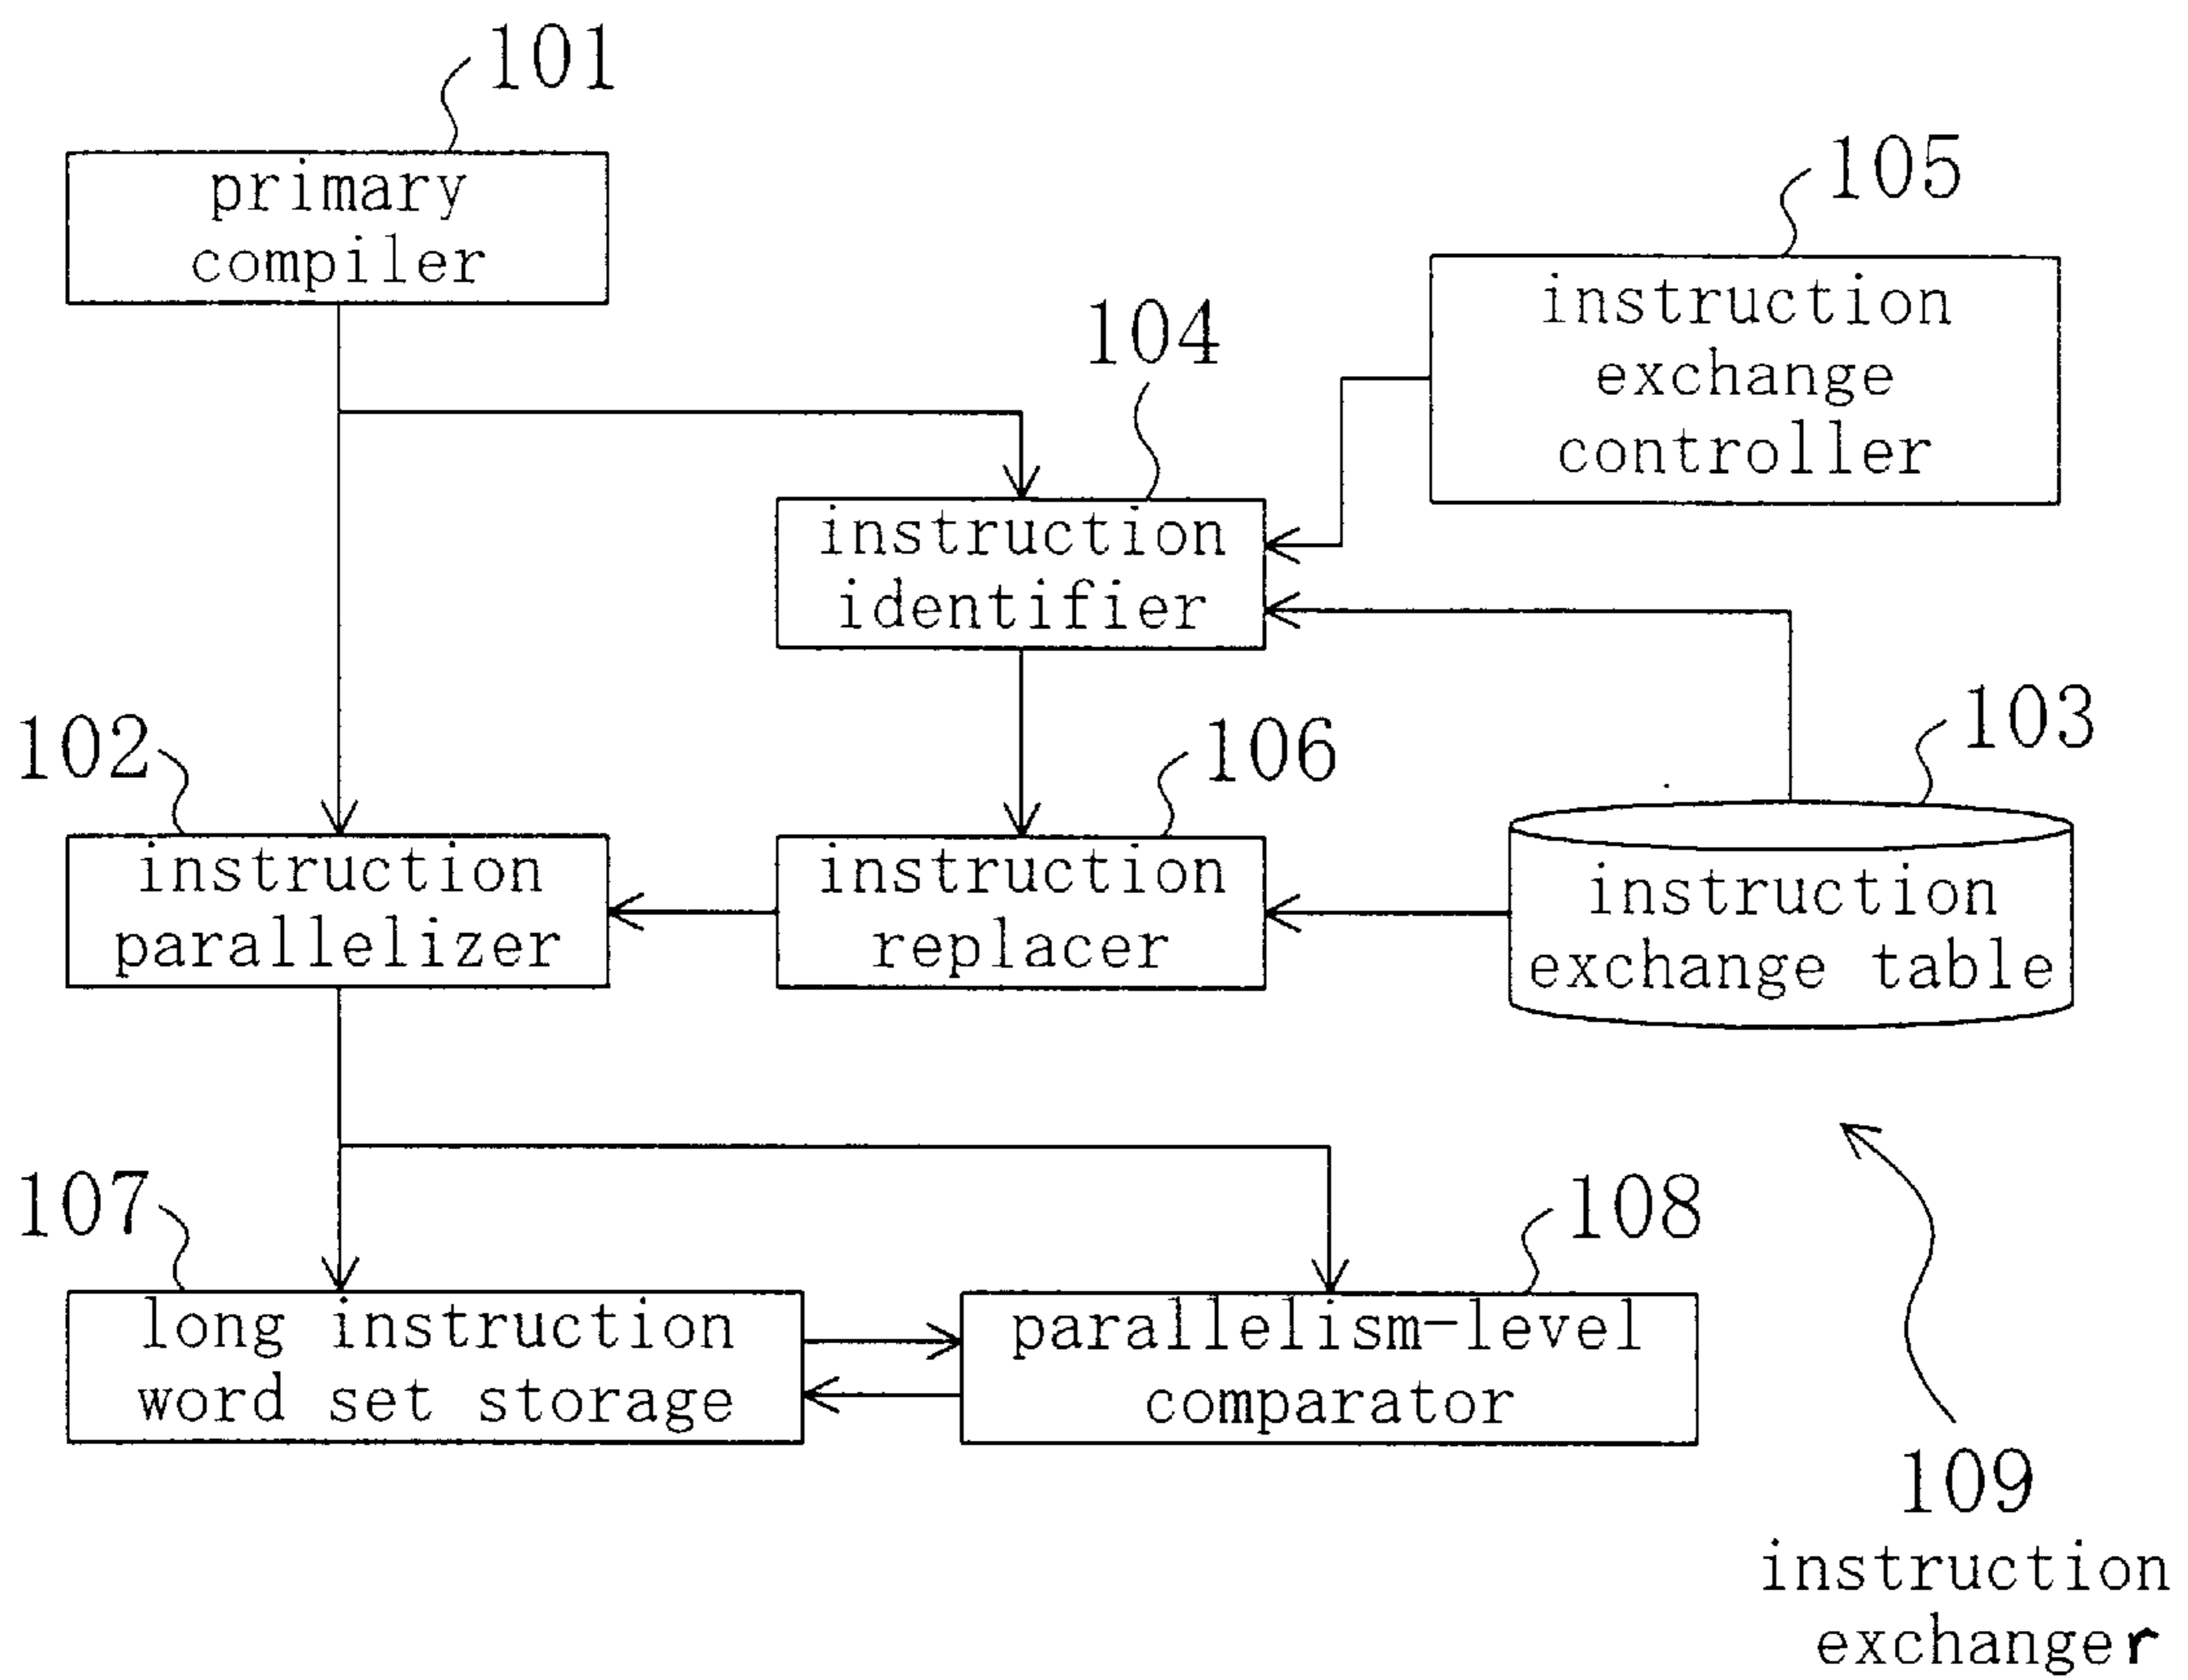 101
primary
compiler
105
instruction
exchange
controller
104
instruction
identifier
102
instruction
parallelizer
106
instruction
replacer
103
instruction
exchange table
107
long instruction
word set storage
108
parallelism-level
comparator
109
instruction
exchanger